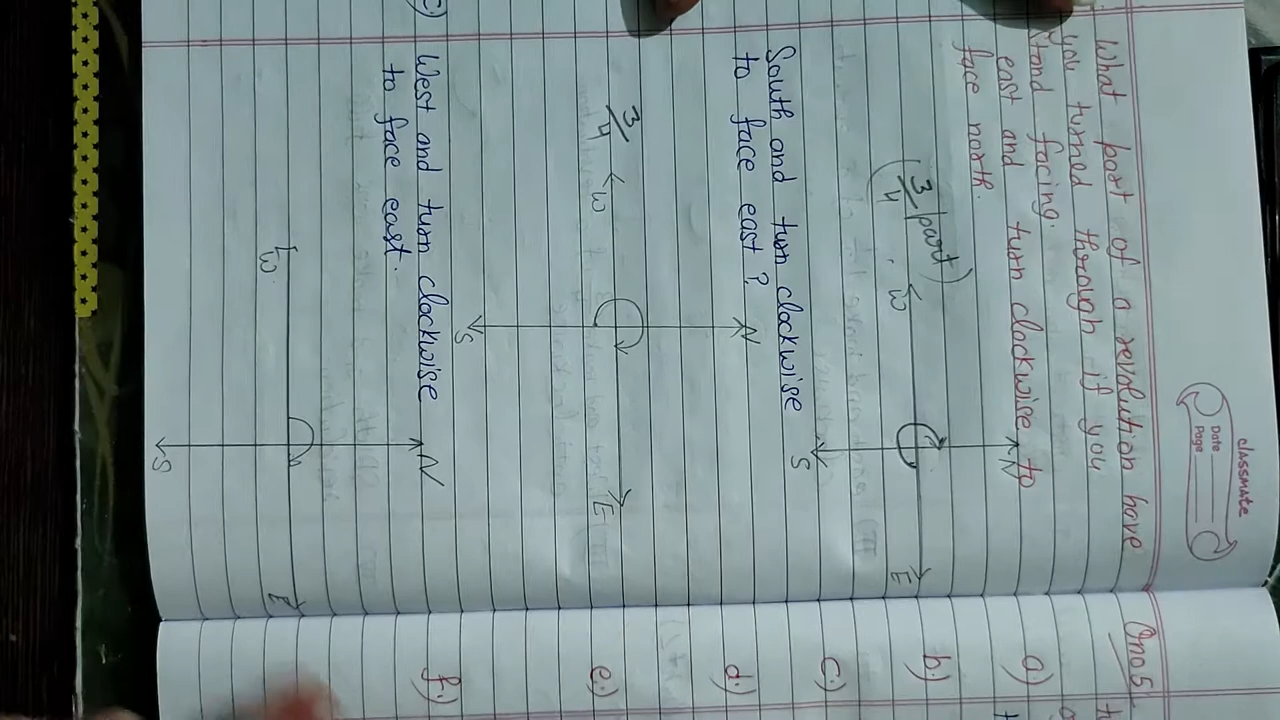 classmate
Date
Page
What part of a revolution have
you turned through if you
stand facing.
east and turn clockwise to
face north.
(3/4 part)
N
W
E
S
South and turn clockwise
to face east?
3/4
N
W
E
S
c.) West and turn clockwise
to face east.
N
W
E
S
Qno5
a)
b.)
c.)
d.)
e.)
f.)